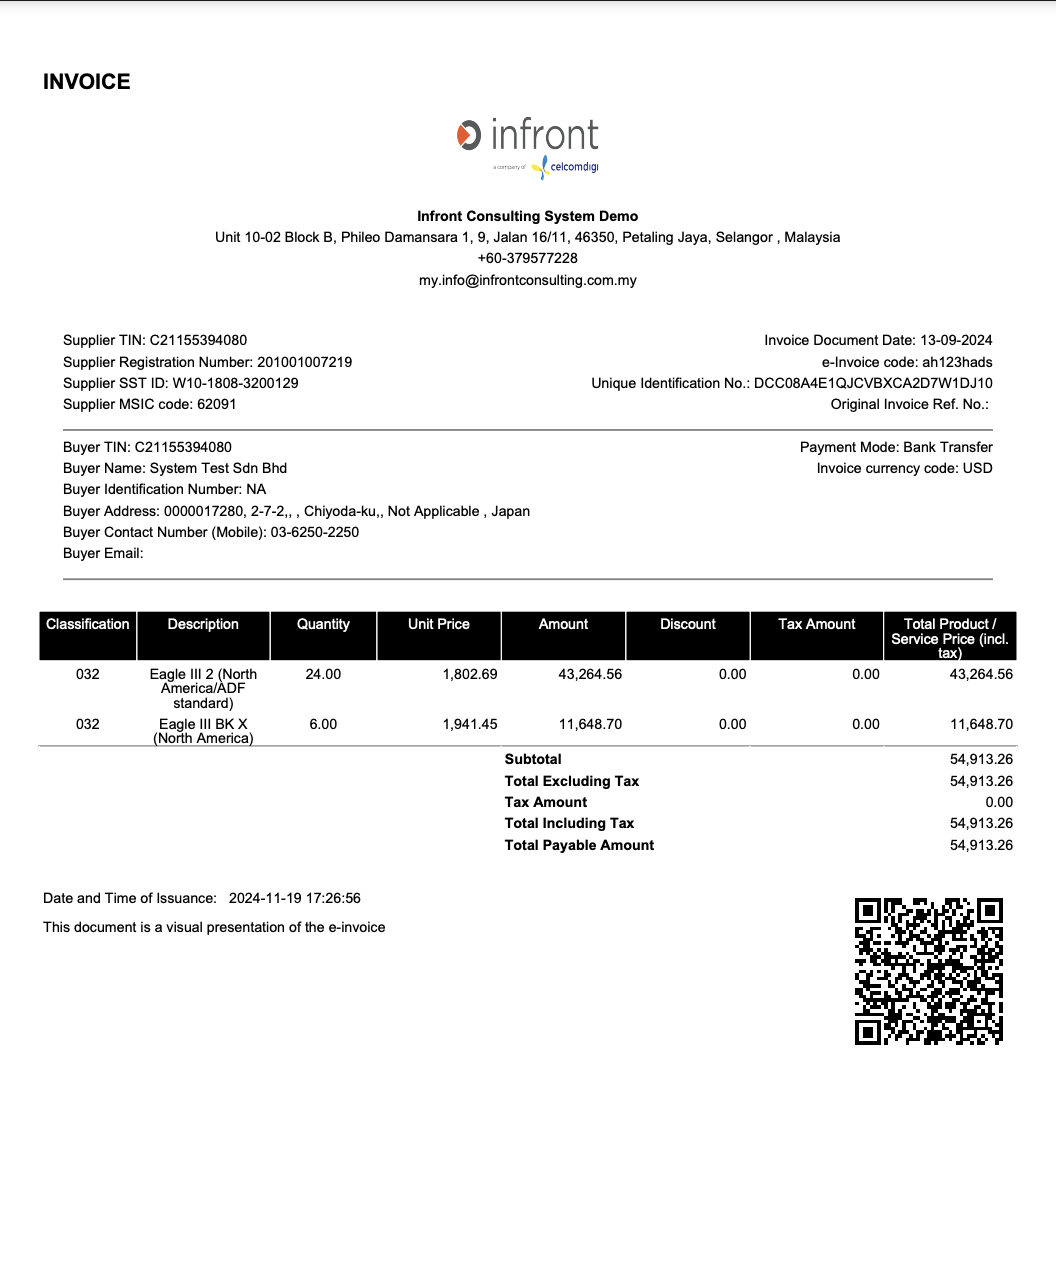 INVOICE
infront
a company of celcomdigi
Infront Consulting System Demo
Unit 10-02 Block B, Phileo Damansara 1, 9, Jalan 16/11, 46350, Petaling Jaya, Selangor , Malaysia
+60-379577228
my.info@infrontconsulting.com.my
Supplier TIN: C21155394080
Supplier Registration Number: 201001007219
Supplier SST ID: W10-1808-3200129
Supplier MSIC code: 62091
Invoice Document Date: 13-09-2024
e-Invoice code: ah123hads
Unique Identification No.: DCC08A4E1QJCVBXCA2D7W1DJ10
Original Invoice Ref. No.:
Buyer TIN: C21155394080
Buyer Name: System Test Sdn Bhd
Buyer Identification Number: NA
Buyer Address: 0000017280, 2-7-2,, , Chiyoda-ku,, Not Applicable , Japan
Buyer Contact Number (Mobile): 03-6250-2250
Buyer Email:
Payment Mode: Bank Transfer
Invoice currency code: USD
Classification Description Quantity Unit Price Amount Discount Tax Amount Total Product /
Service Price (incl.
tax)
032 Eagle III 2 (North 24.00 1,802.69 43,264.56 0.00 0.00 43,264.56
America/ADF
standard)
032 Eagle III BK X 6.00 1,941.45 11,648.70 0.00 0.00 11,648.70
(North America)
Subtotal 54,913.26
Total Excluding Tax 54,913.26
Tax Amount 0.00
Total Including Tax 54,913.26
Total Payable Amount 54,913.26
Date and Time of Issuance: 2024-11-19 17:26:56
This document is a visual presentation of the e-invoice